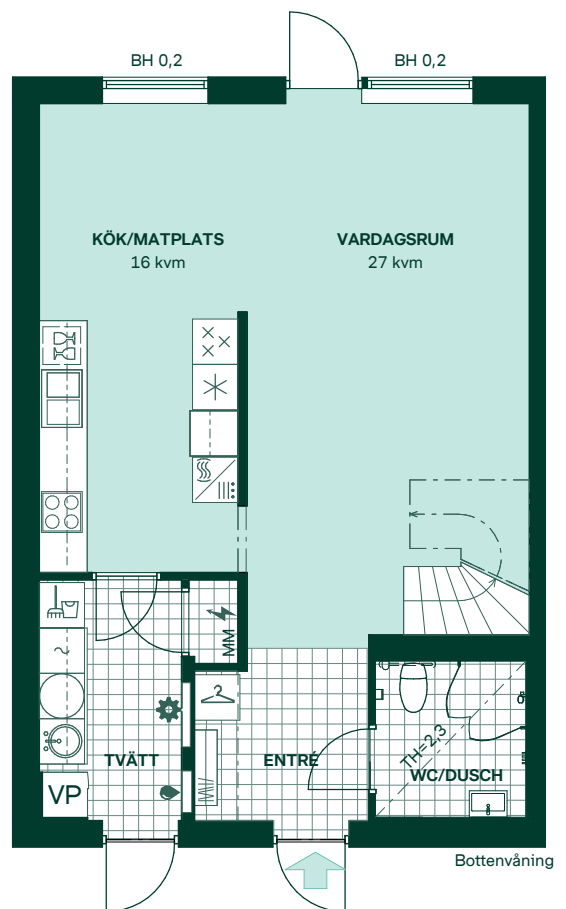 BH 0,2
BH 0,2
KÖK/MATPLATS
16 kvm
VARDAGSRUM
27 kvm
MM
TVÄTT
ENTRÉ
TH=2,3
WC/DUSCH
VP
Bottenvåning